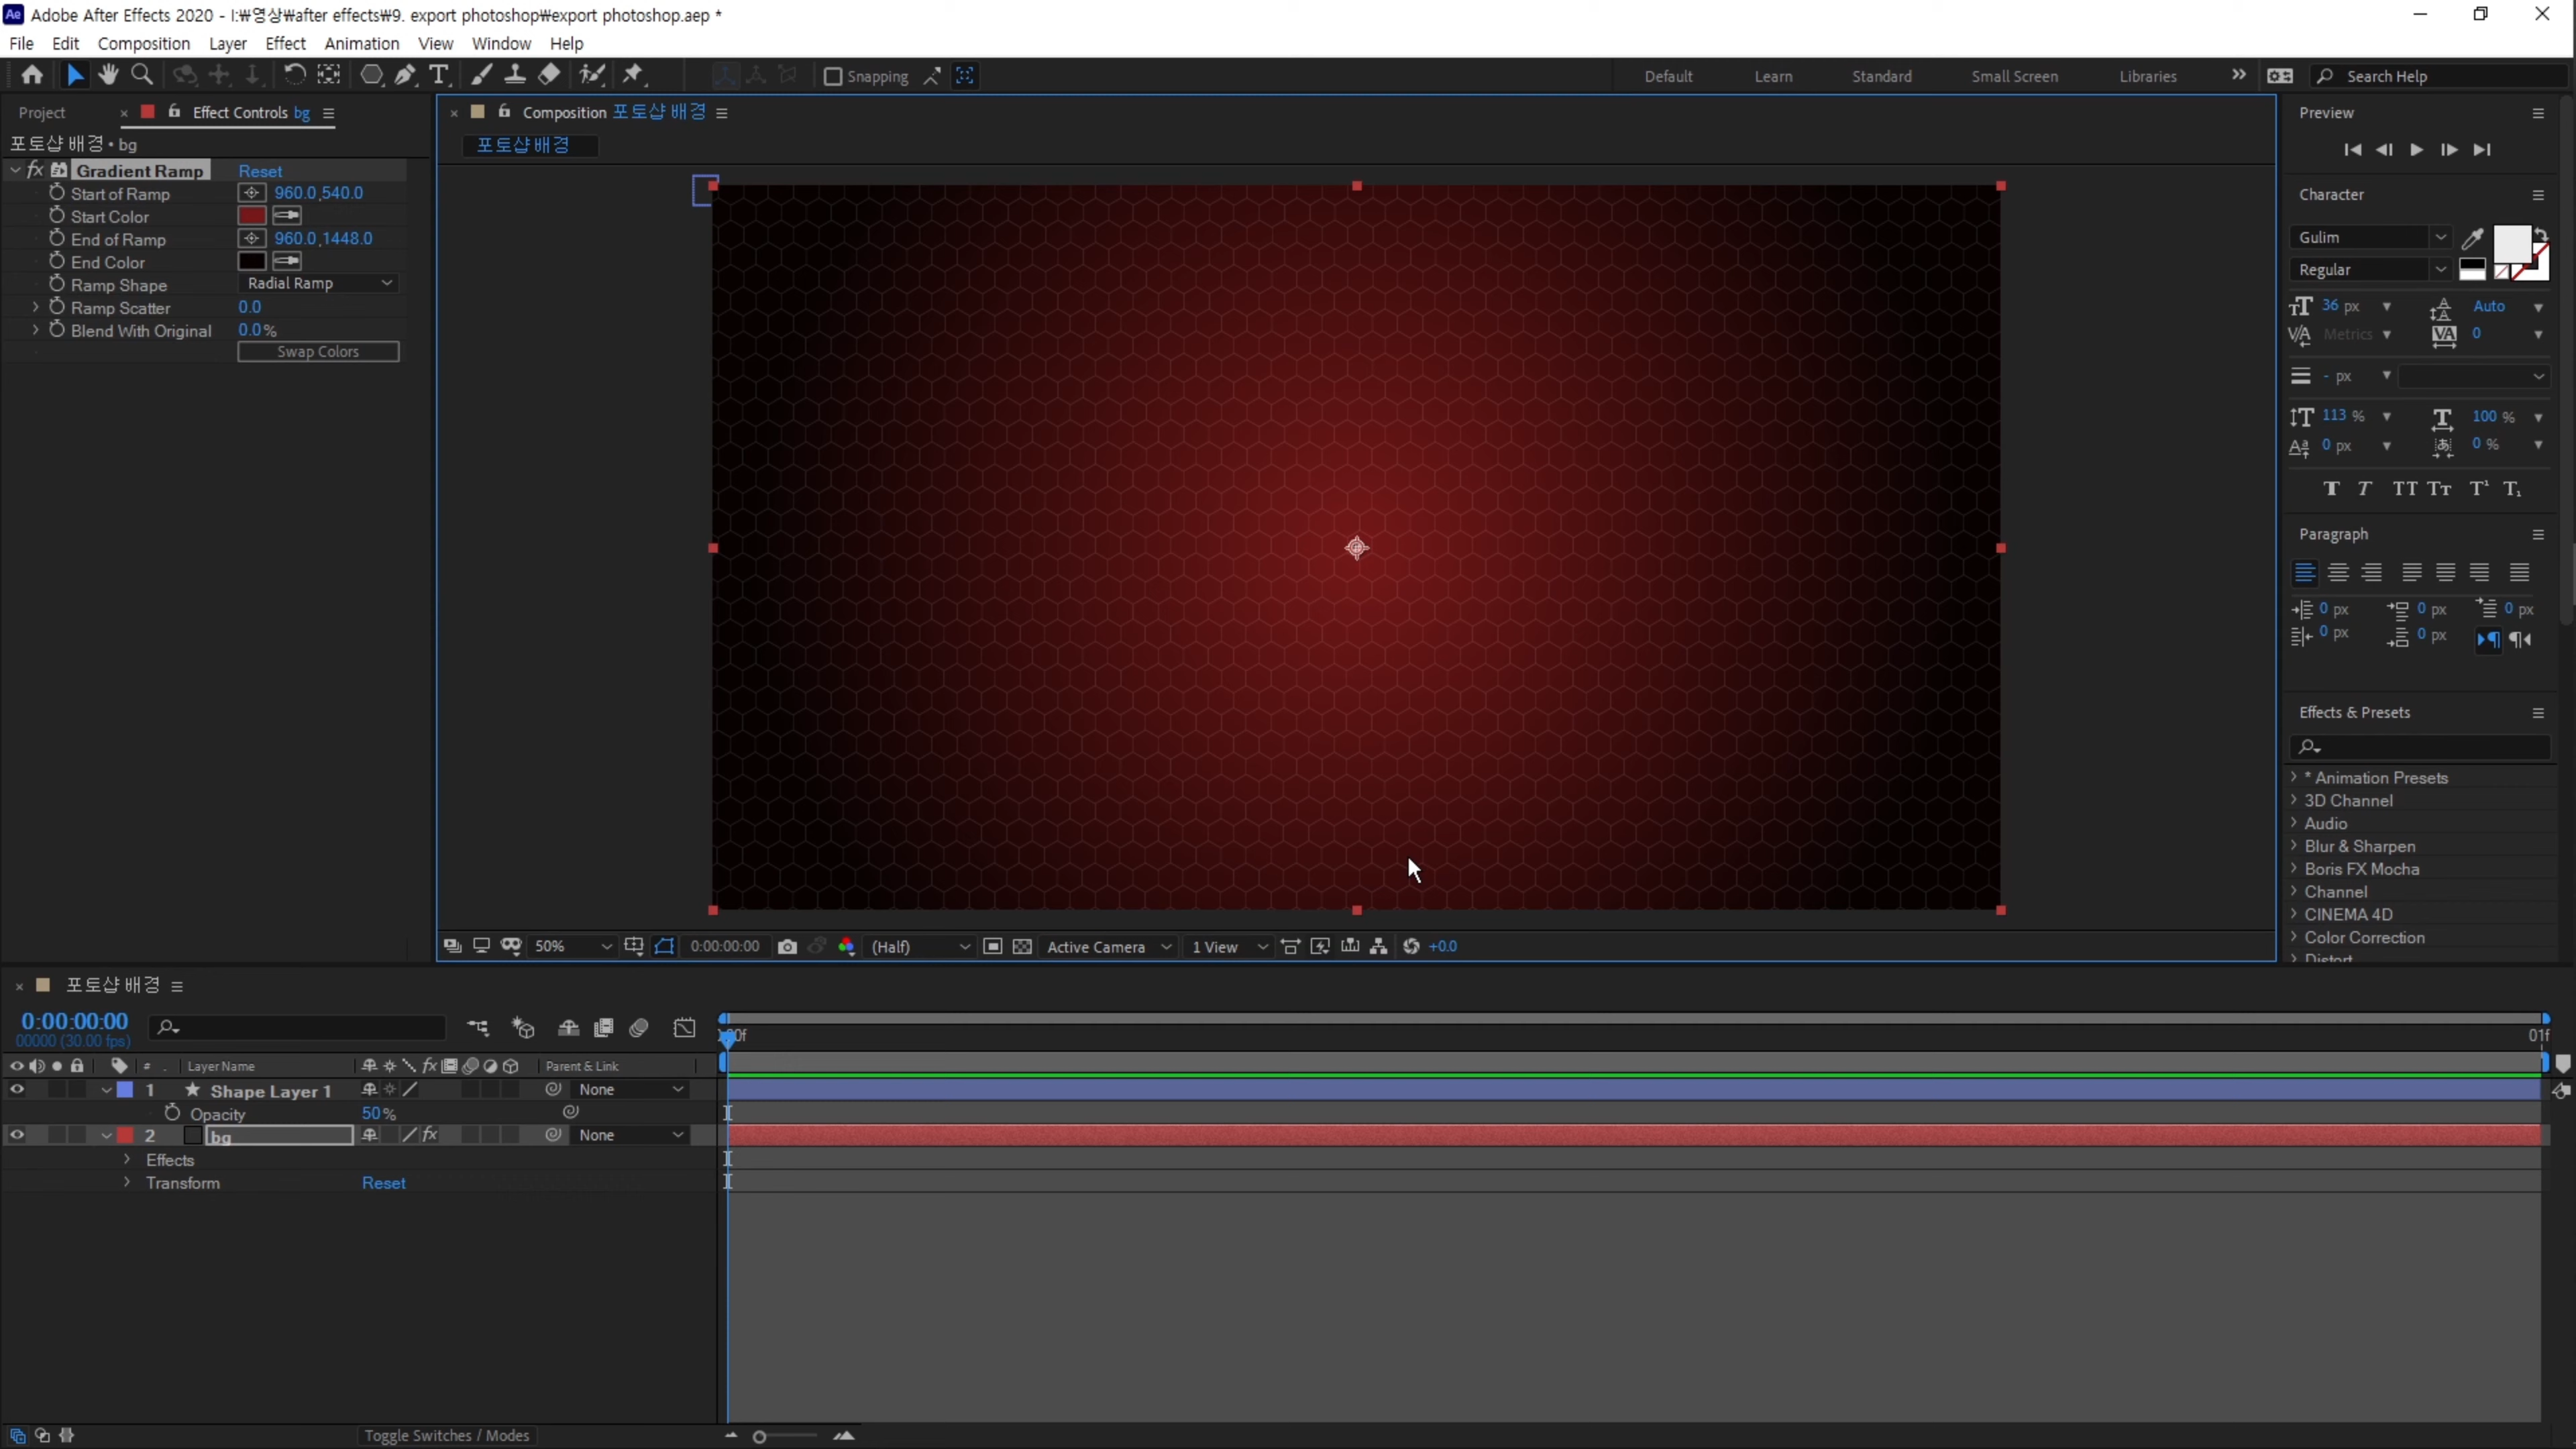 Ae Adobe After Effects 2020 - I:₩영상₩after effects₩9. export photoshop₩export photoshop.aep *
File Edit Composition Layer Effect Animation View Window Help
Snapping Default Learn Standard Small Screen Libraries Search Help
Project Effect Controls bg
포토샵 배경 • bg
fx Gradient Ramp Reset
Start of Ramp 960.0,540.0
Start Color
End of Ramp 960.0,1448.0
End Color
Ramp Shape Radial Ramp
Ramp Scatter 0.0
Blend With Original 0.0%
Swap Colors
Composition 포토샵 배경
포토샵 배경
50% 0:00:00:00 (Half) Active Camera 1 View +0.0
Preview
Character
Gulim
Regular
36 px Auto
Metrics 0
- px
113 % 100 %
0 px 0 %
Paragraph
0 px 0 px 0 px
0 px 0 px
Effects & Presets
* Animation Presets
3D Channel
Audio
Blur & Sharpen
Boris FX Mocha
Channel
CINEMA 4D
Color Correction
Distort
포토샵 배경
0:00:00:00
00000 (30.00 fps)
01f
# Layer Name Parent & Link
1 Shape Layer 1 None
Opacity 50%
2 bg fx None
Effects
Transform Reset
Toggle Switches / Modes